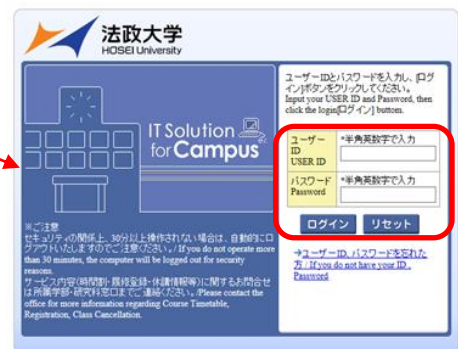 法政大学
HOSEI University
IT Solution
for Campus
※ご注意
セキュリティの関係上、30分以上操作されない場合は、自動的にロ
グアウトいたしますのでご注意ください。/If you do not operate more
than 30 minutes, the computer will be logged out for security
reasons.
サービス内容(時間割・履修登録・休講情報等)に関するお問合せ
は所属学部・研究科窓口までご連絡ください。/Please contact the
office for more information regarding Course Timetable,
Registration, Class Cancellation.
ユーザーIDとパスワードを入力し、[ログ
イン]ボタンをクリックしてください。
Input your USER ID and Password, then
click the login[ログイン] buttom.
ユーザー
ID
USER ID
*半角英数字で入力
パスワード
Password
*半角英数字で入力
ログイン リセット
→ユーザーID、パスワードを忘れた
方 / If you do not have your ID 、
Password